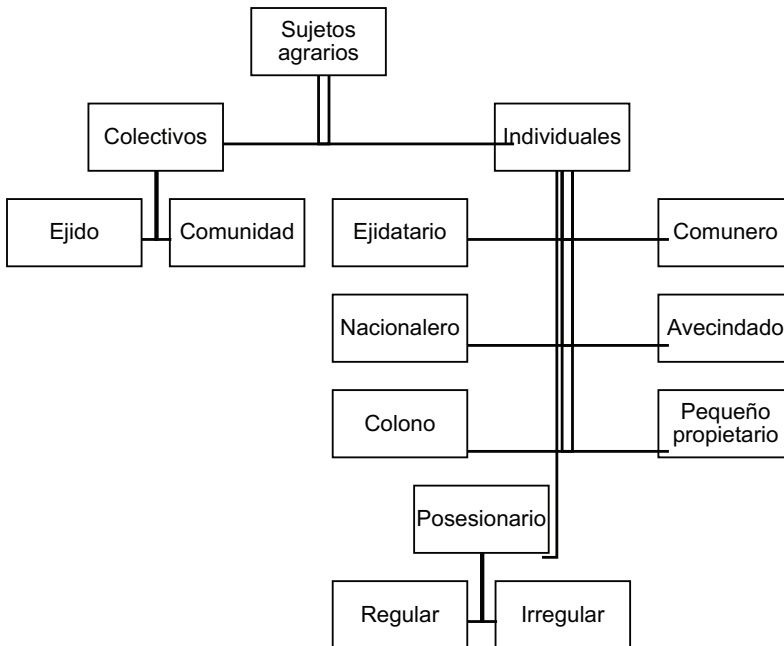 Sujetos
agrarios
Colectivos
Individuales
Ejido
Comunidad
Ejidatario
Comunero
Nacionalero
Avecindado
Colono
Pequeño
propietario
Posesionario
Regular
Irregular